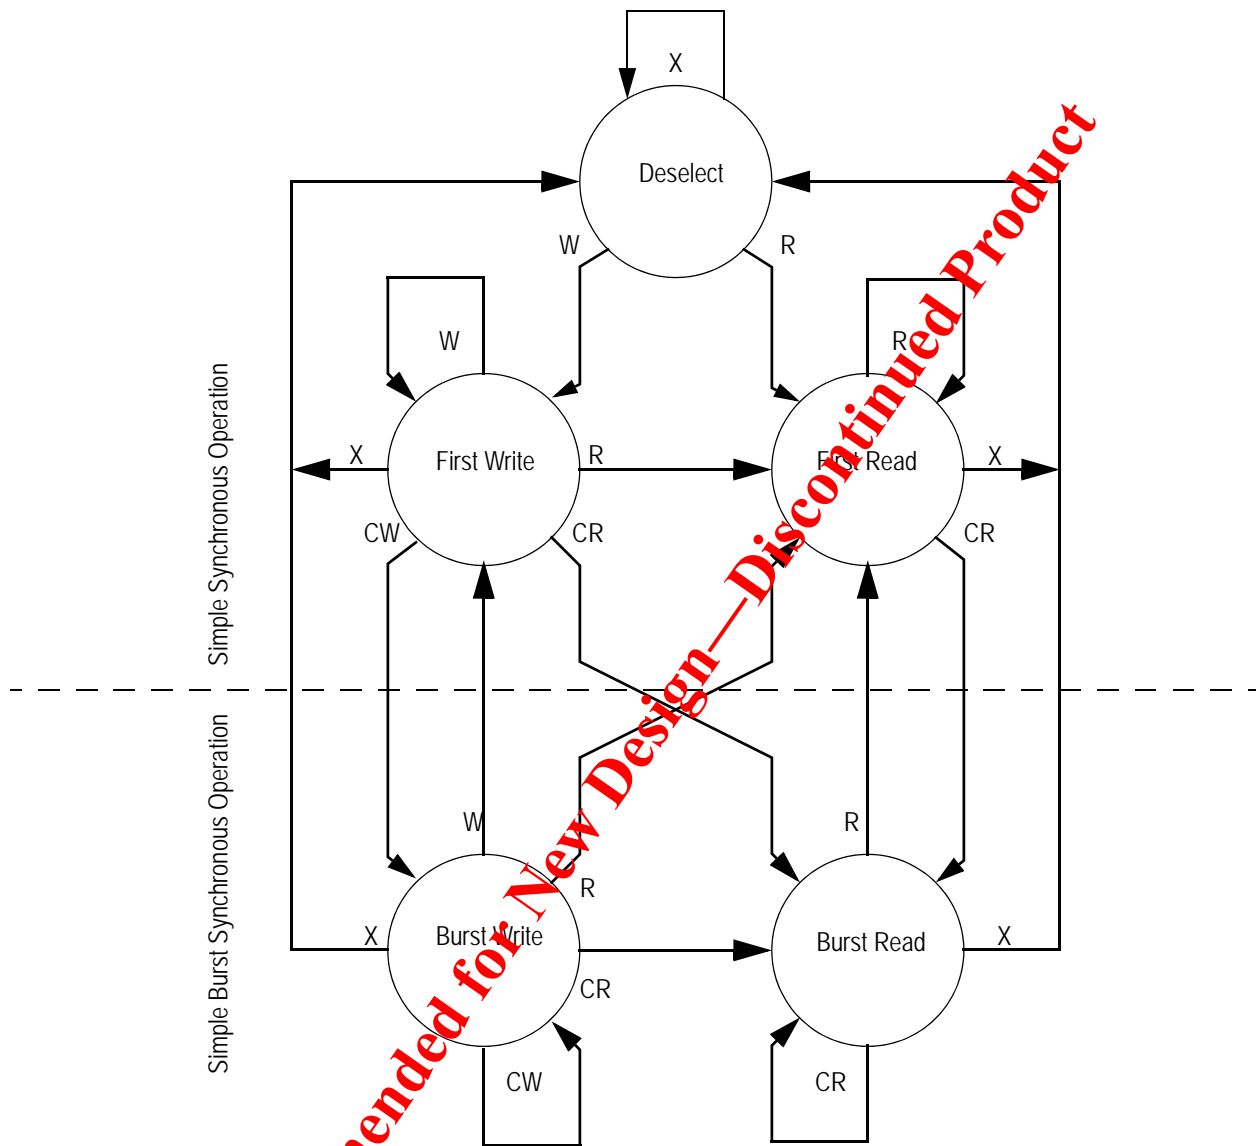 X
Deselect
W
R
W
R
X
First Write
R
First Read
X
CW
CR
CR
Simple Synchronous Operation
Simple Burst Synchronous Operation
W
R
R
X
Burst Write
Burst Read
X
CR
CW
CR
for New Design—Discontinued Product